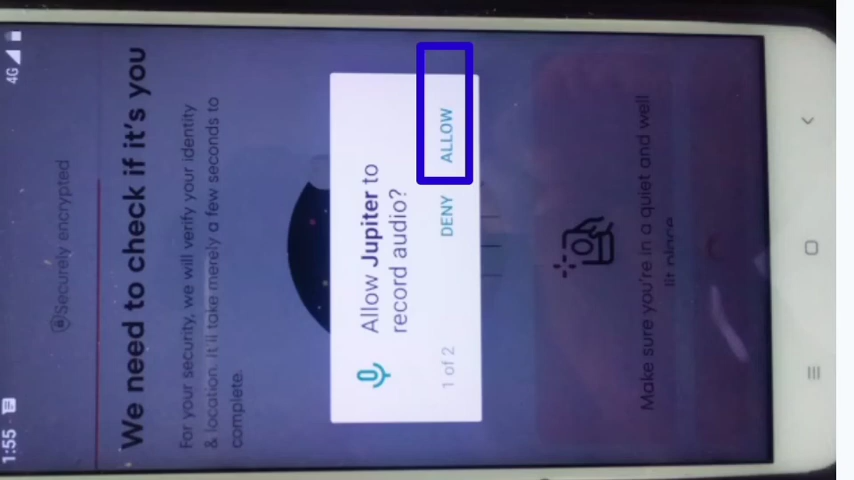 1:55
4G
Securely encrypted
We need to check if it's you
For your security, we will verify your identity
& location. It'll take merely a few seconds to
complete.
Allow Jupiter to
record audio?
1 of 2
DENY
ALLOW
Make sure you're in a quiet and well
lit place